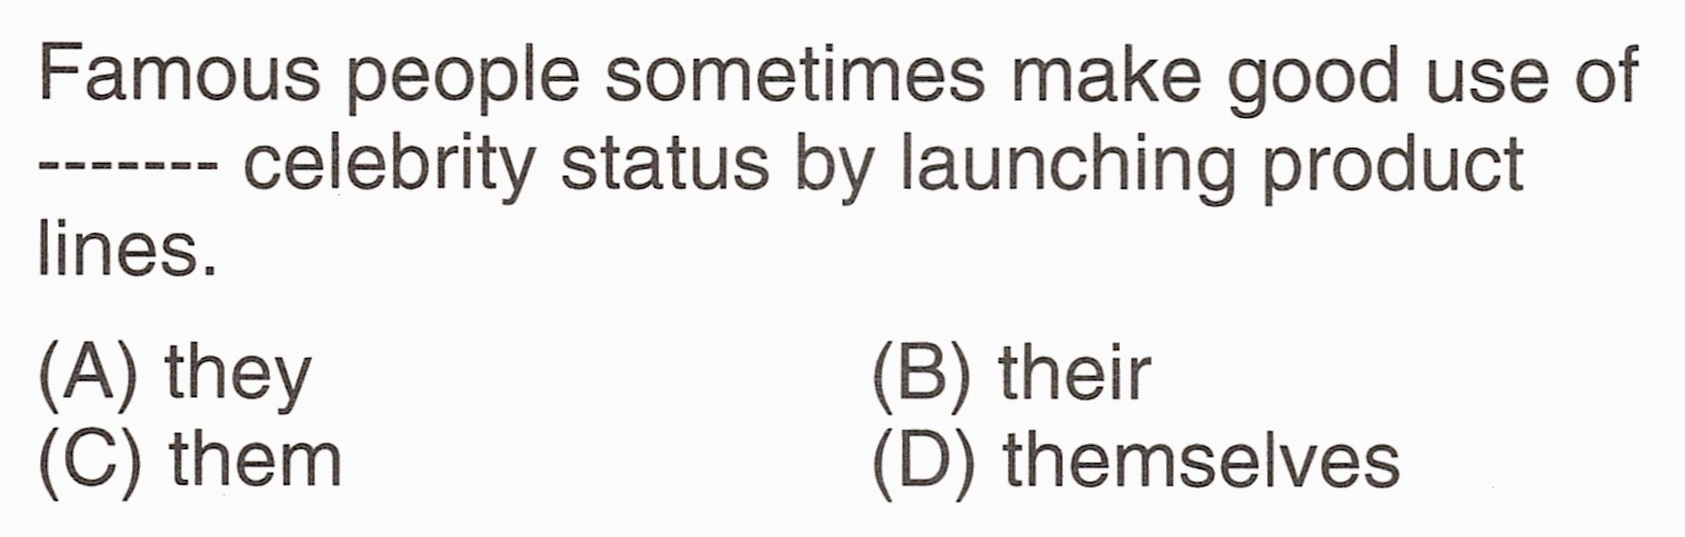 Famous people sometimes make good use of
------- celebrity status by launching product
lines.
(A) they (B) their
(C) them (D) themselves